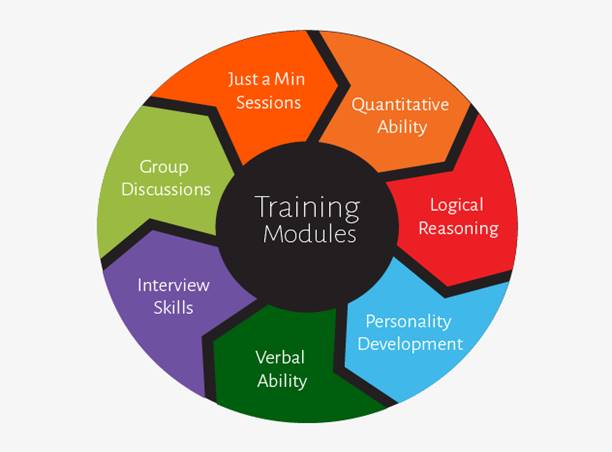 Training
Modules
Just a Min
Sessions
Quantitative
Ability
Logical
Reasoning
Personality
Development
Verbal
Ability
Interview
Skills
Group
Discussions